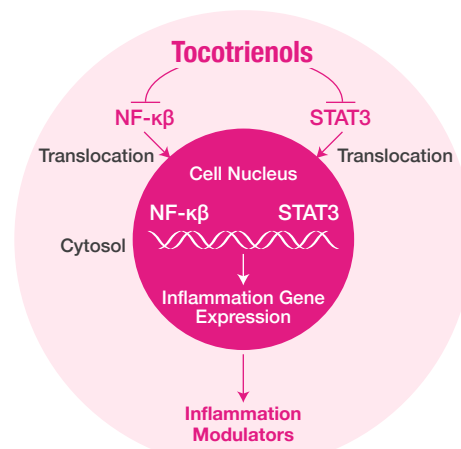 Tocotrienols
NF-κβ
STAT3
Translocation
Translocation
Cell Nucleus
NF-κβ
STAT3
Cytosol
Inflammation Gene
Expression
Inflammation
Modulators